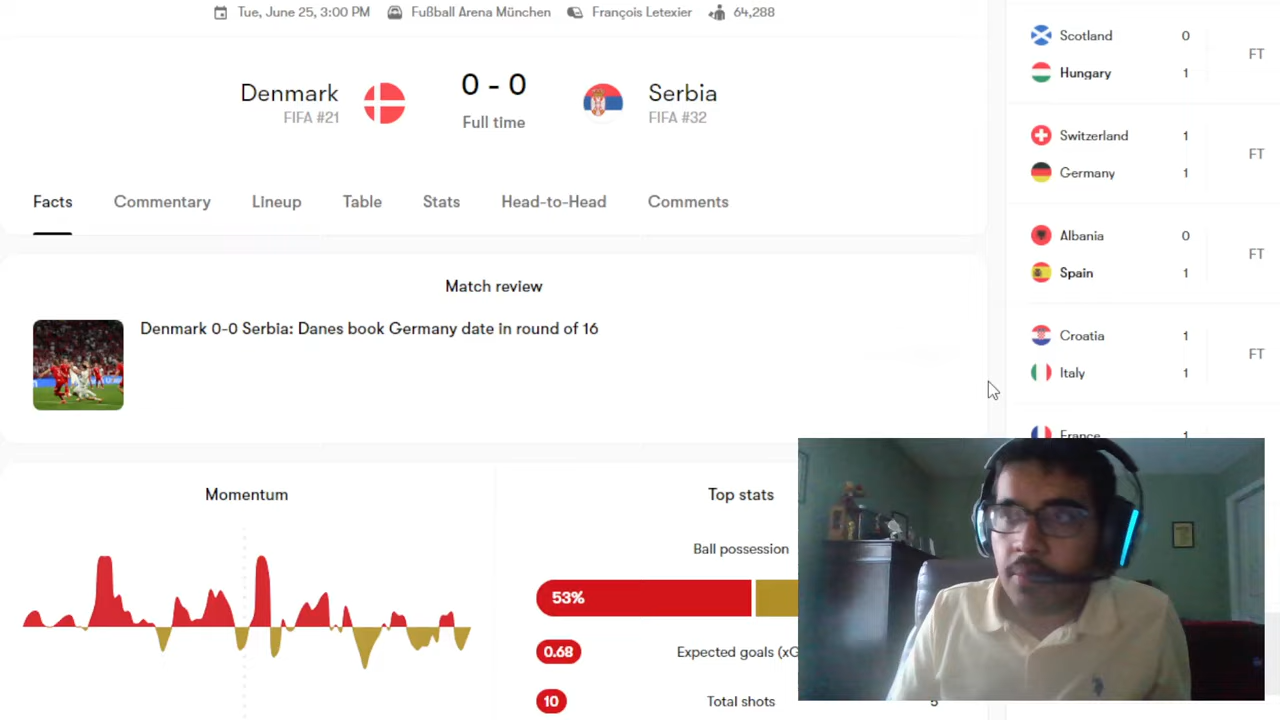 Tue, June 25, 3:00 PM Fußball Arena München François Letexier 64,288
Denmark
FIFA #21
0 - 0
Full time
Serbia
FIFA #32
Facts Commentary Lineup Table Stats Head-to-Head Comments
Match review
Denmark 0-0 Serbia: Danes book Germany date in round of 16
Momentum
Top stats
Ball possession
53%
0.68 Expected goals (xG
10 Total shots 5
Scotland 0
Hungary 1
FT
Switzerland 1
Germany 1
FT
Albania 0
Spain 1
FT
Croatia 1
Italy 1
FT
France 1